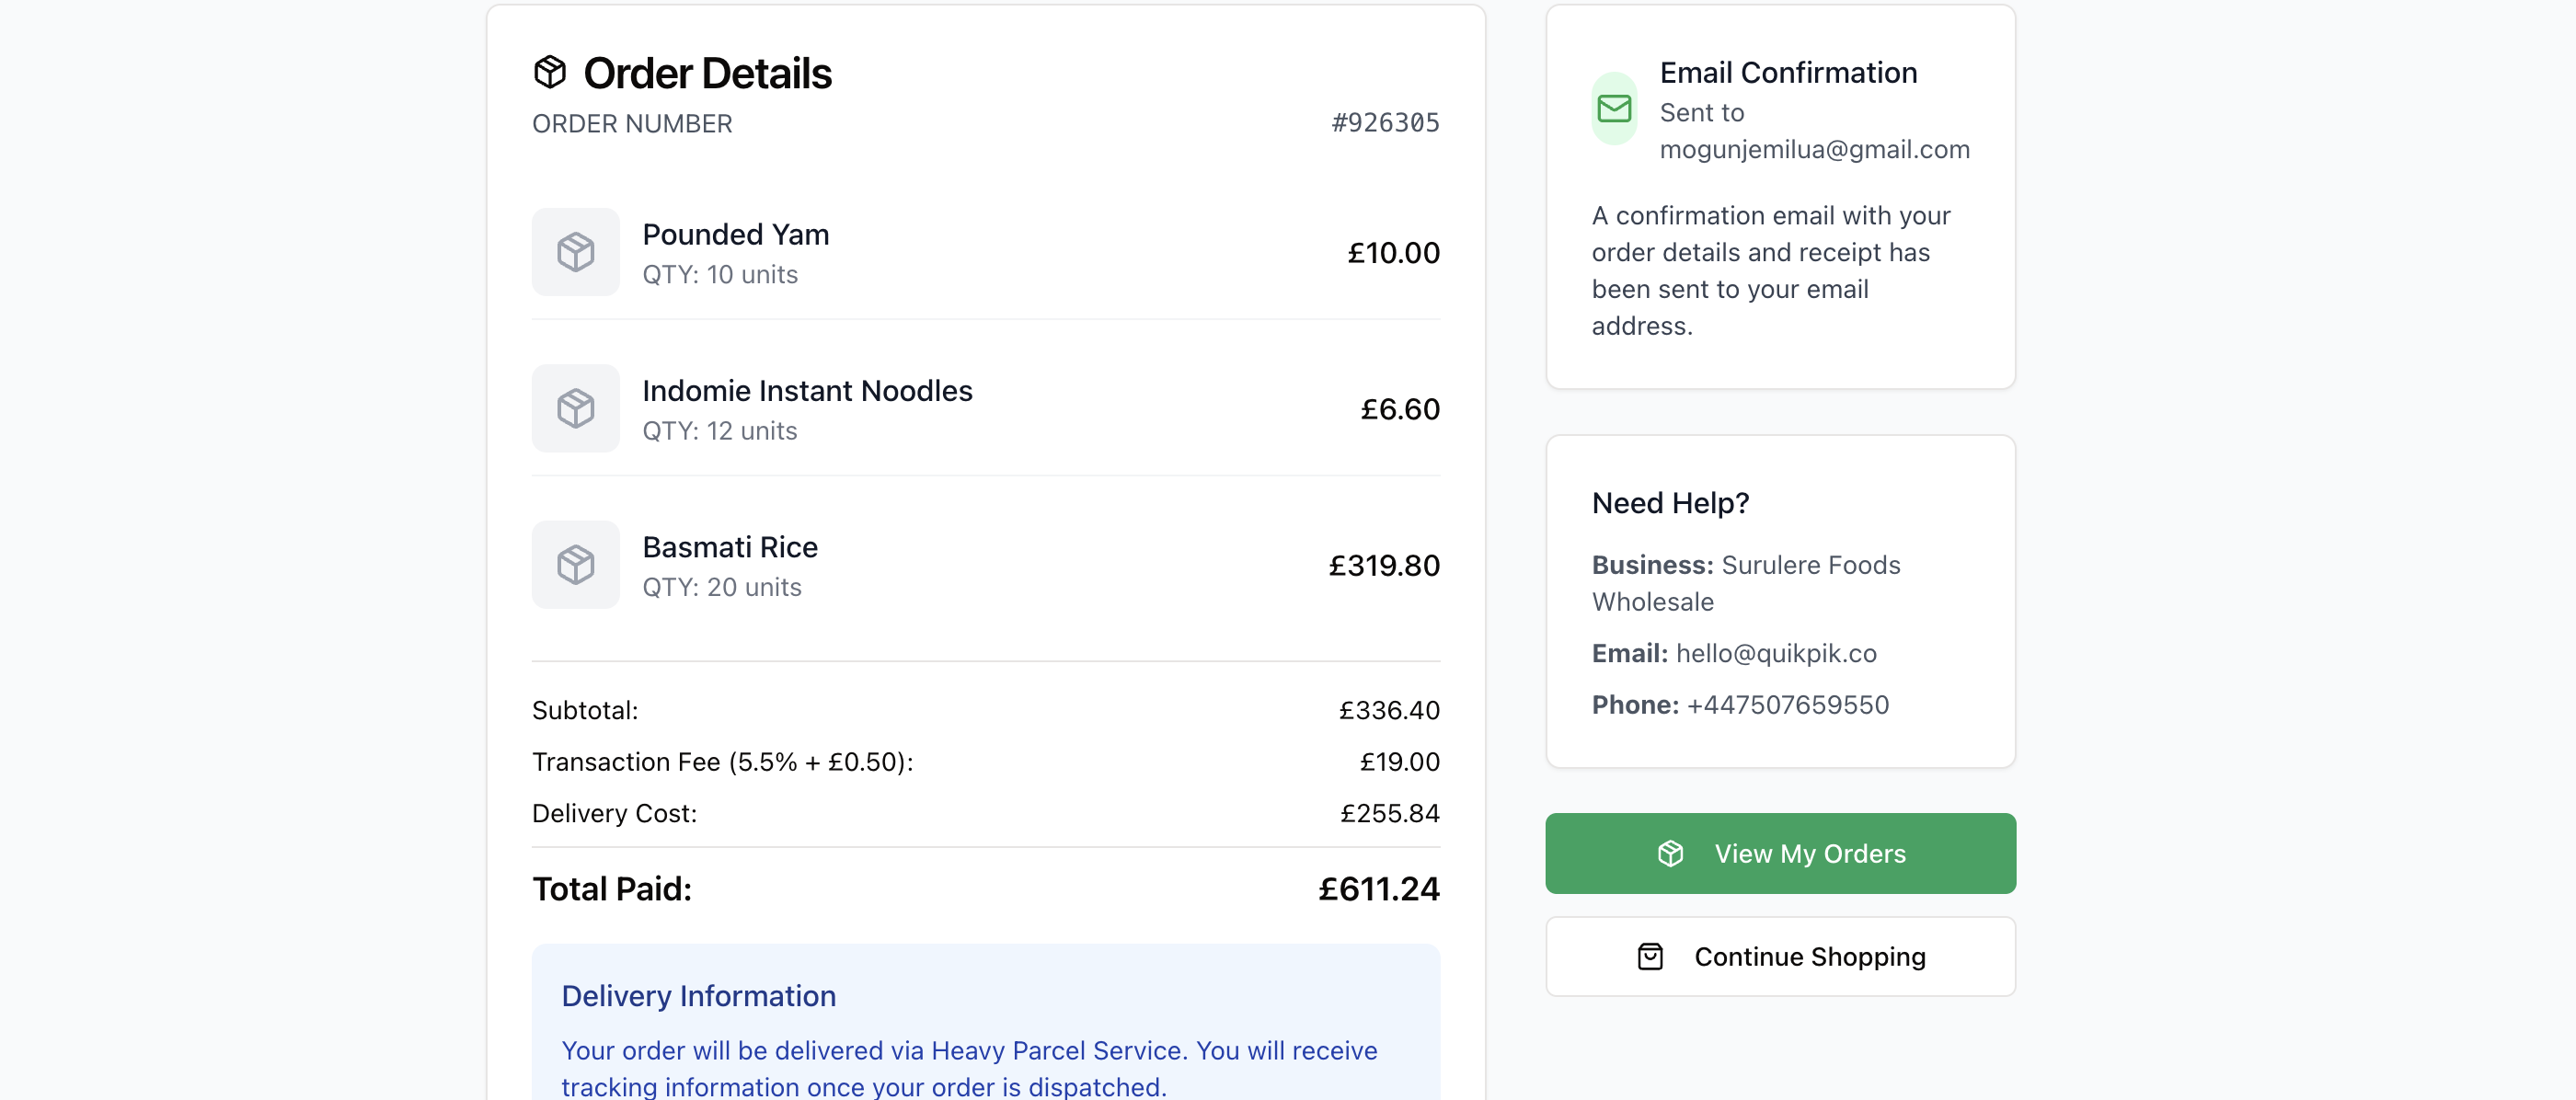 Order Details
ORDER NUMBER #926305
Pounded Yam
QTY: 10 units
£10.00
Indomie Instant Noodles
QTY: 12 units
£6.60
Basmati Rice
QTY: 20 units
£319.80
Subtotal: £336.40
Transaction Fee (5.5% + £0.50): £19.00
Delivery Cost: £255.84
Total Paid: £611.24
Delivery Information
Your order will be delivered via Heavy Parcel Service. You will receive
tracking information once your order is dispatched.
Email Confirmation
Sent to
mogunjemilua@gmail.com
A confirmation email with your
order details and receipt has
been sent to your email
address.
Need Help?
Business: Surulere Foods
Wholesale
Email: hello@quikpik.co
Phone: +447507659550
View My Orders
Continue Shopping